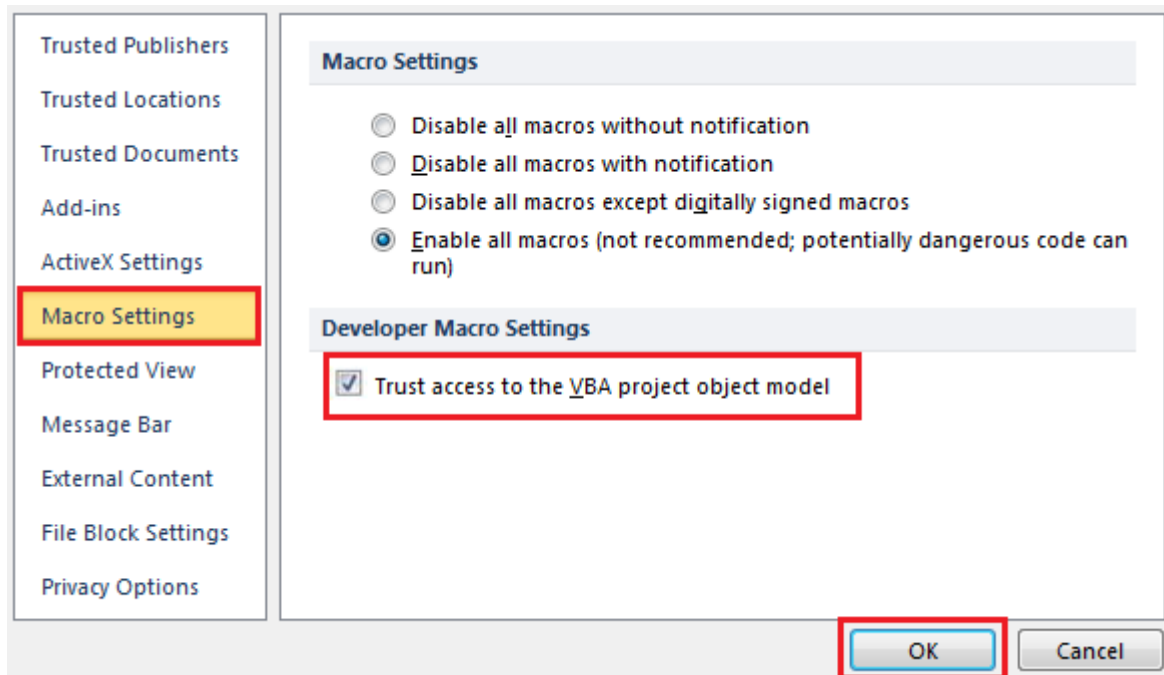 Trusted Publishers
Trusted Locations
Trusted Documents
Add-ins
ActiveX Settings
Macro Settings
Protected View
Message Bar
External Content
File Block Settings
Privacy Options
Macro Settings
Disable all macros without notification
Disable all macros with notification
Disable all macros except digitally signed macros
Enable all macros (not recommended; potentially dangerous code can
run)
Developer Macro Settings
Trust access to the VBA project object model
OK
Cancel